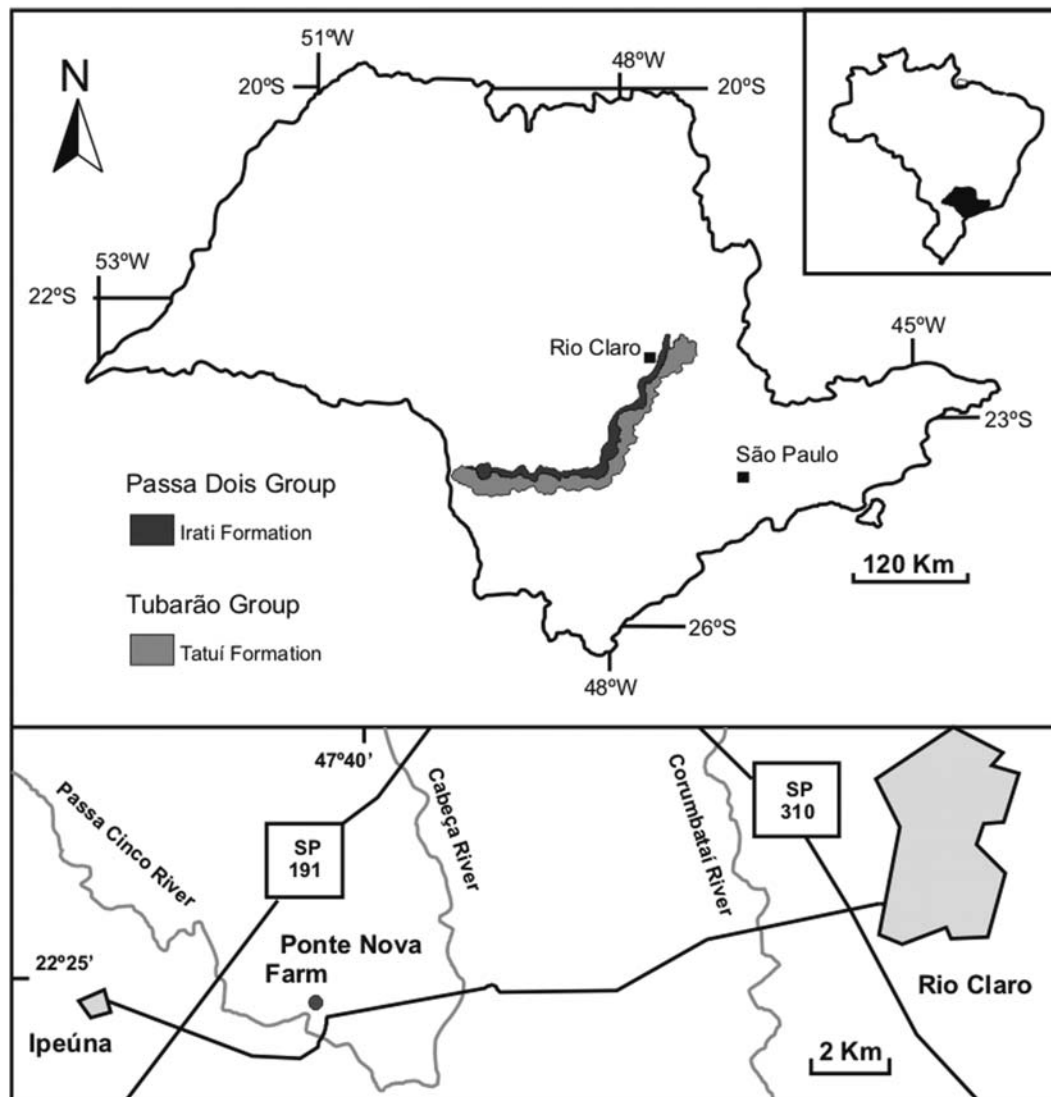 51ºW
48ºW
N
20ºS
20ºS
53ºW
22ºS
45ºW
Rio Claro
23ºS
São Paulo
Passa Dois Group
Irati Formation
120 Km
Tubarão Group
26ºS
Tatuí Formation
48ºW
47º40’
Passa Cinco River
Cabeça River
Corumbataí River
SP
310
SP
191
Ponte Nova
Farm
22º25’
Rio Claro
Ipeúna
2 Km